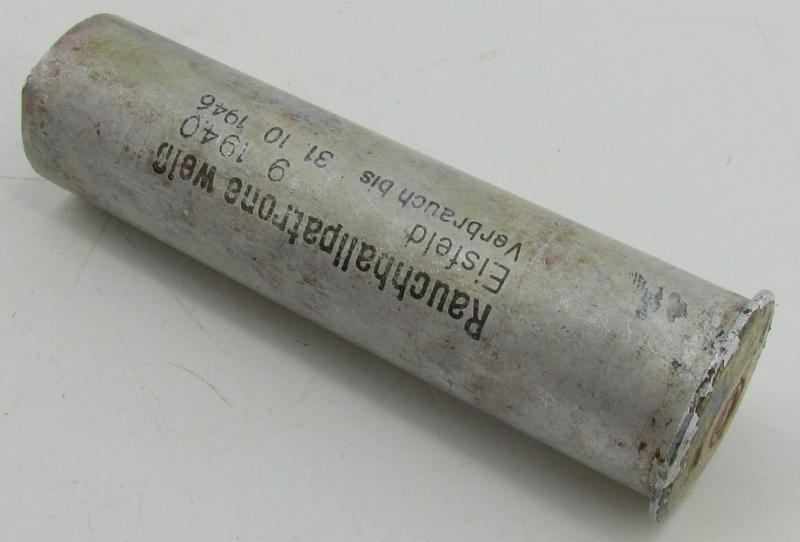 Rauchballpatrone weiß
Eisfeld 9 1940
Verbrauch bis 31 10 1946